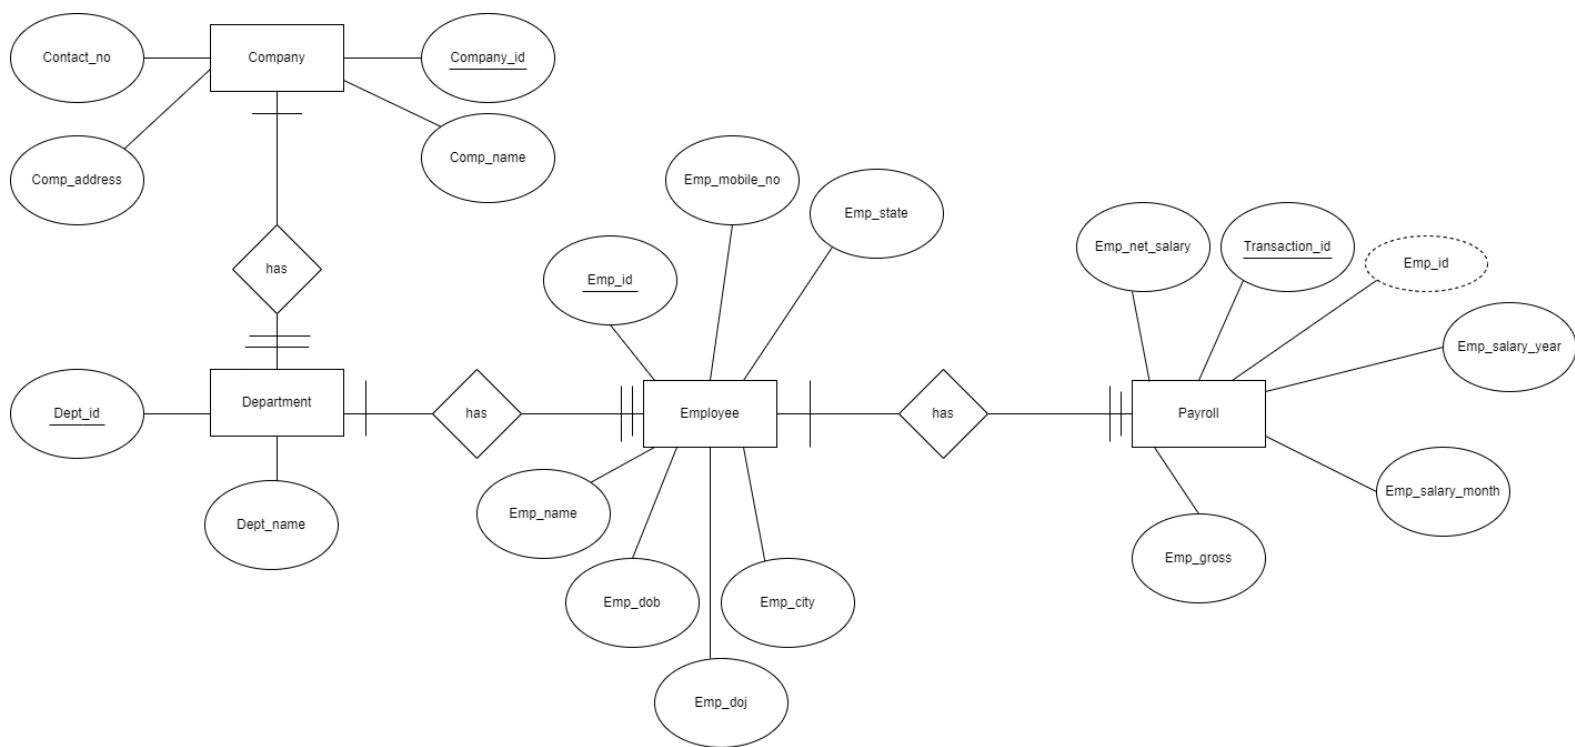 Contact_no
Company
Company_id
Comp_address
Comp_name
has
Emp_mobile_no
Emp_state
Emp_id
Emp_net_salary
Transaction_id
Emp_id
Emp_salary_year
Dept_id
Department
has
Employee
has
Payroll
Dept_name
Emp_name
Emp_dob
Emp_city
Emp_doj
Emp_salary_month
Emp_gross